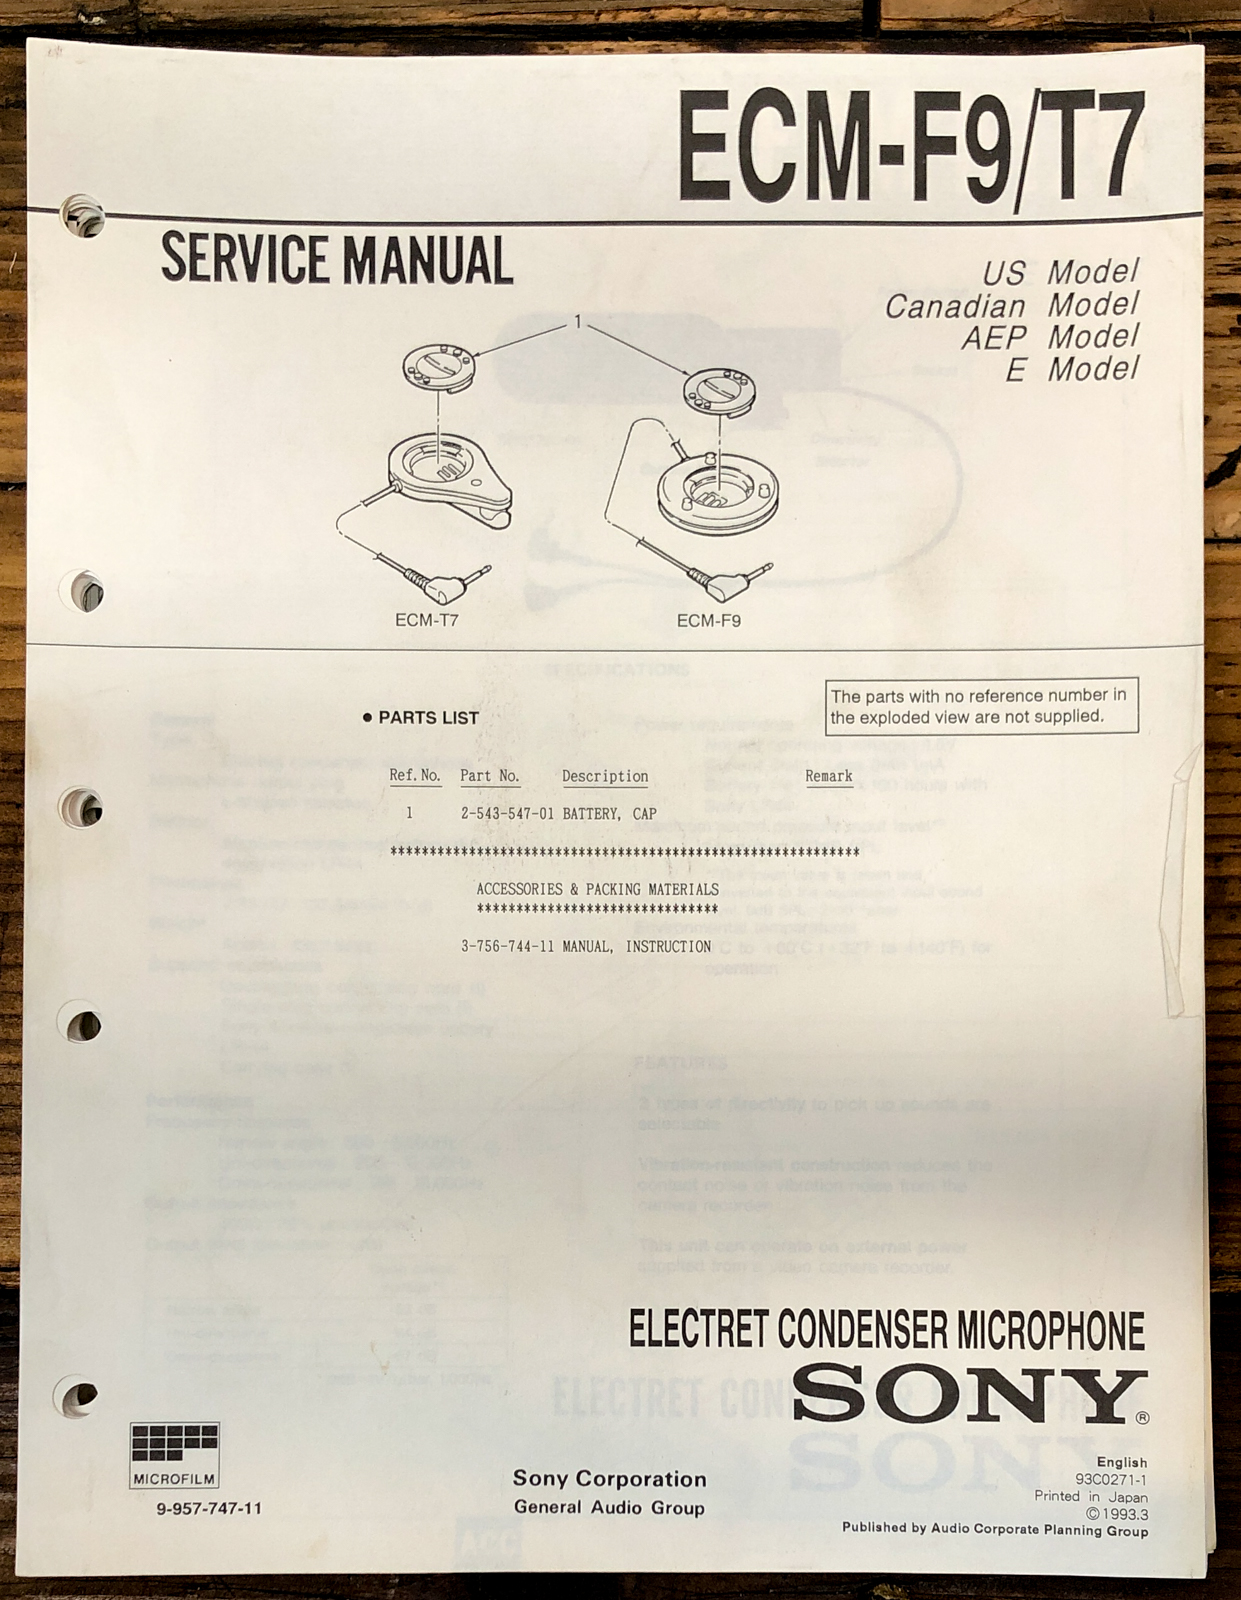 ECM-F9/T7
SERVICE MANUAL
US Model
Canadian Model
AEP Model
E Model
1
ECM-T7
ECM-F9
The parts with no reference number in
the exploded view are not supplied.
● PARTS LIST
Ref. No. Part No. Description Remark
1 2-543-547-01 BATTERY, CAP
************************************************************
ACCESSORIES & PACKING MATERIALS
*******************************
3-756-744-11 MANUAL, INSTRUCTION
SPECIFICATIONS
FEATURES
ELECTRET CONDENSER MICROPHONE
SONY®
MICROFILM
9-957-747-11
Sony Corporation
General Audio Group
English
93C0271-1
Printed in Japan
©1993.3
Published by Audio Corporate Planning Group